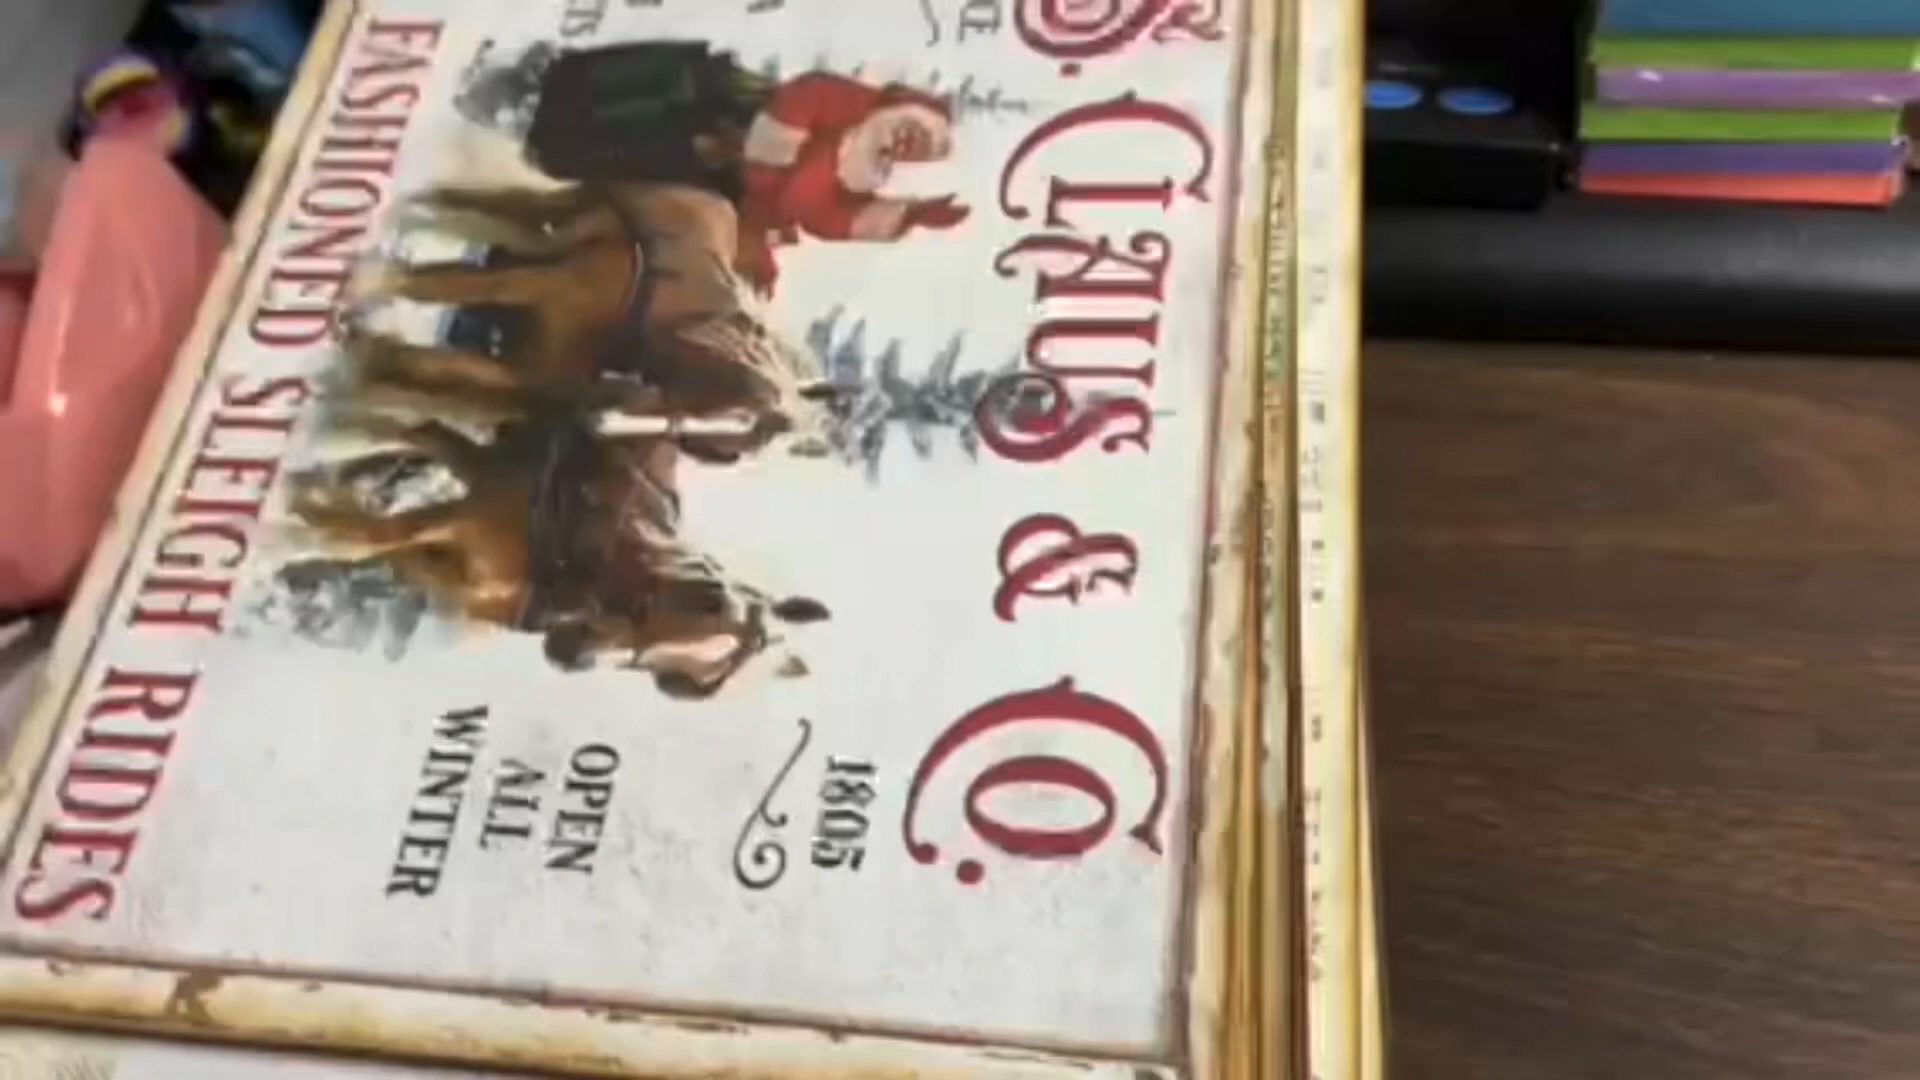 S. CLAUS & CO.
1805
OPEN
ALL
WINTER
FASHIONED SLEIGH RIDES